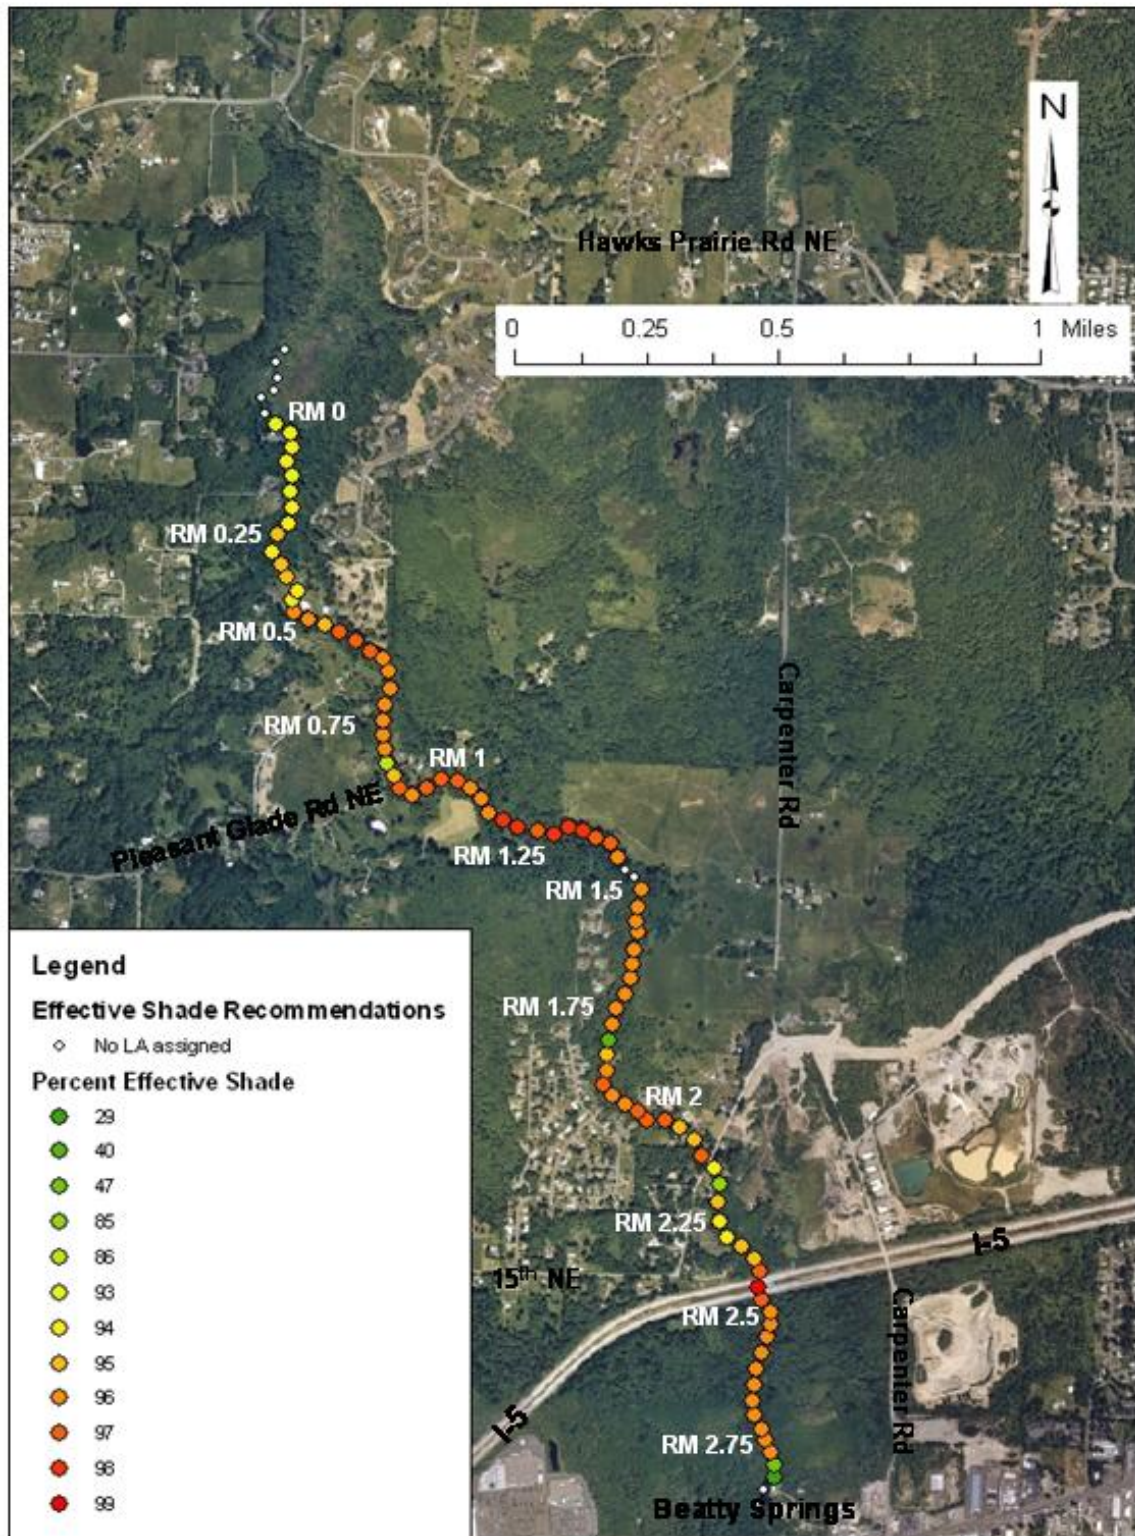 N
Hawks Prairie Rd NE
0 0.25 0.5 1 Miles
RM 0
RM 0.25
RM 0.5
Carpenter Rd
RM 0.75
RM 1
Pleasant Glade Rd NE
RM 1.25
RM 1.5
Legend
Effective Shade Recommendations
No LA assigned
Percent Effective Shade
29
40
47
85
86
93
94
95
96
97
98
99
RM 1.75
RM 2
RM 2.25
I-5
15th NE
RM 2.5
Carpenter Rd
I-5
RM 2.75
Beatty Springs